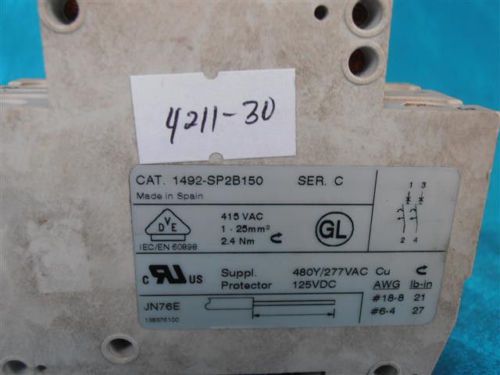 4211-30
CAT. 1492-SP2B150 SER. C
Made in Spain
1 3
DVE
415 VAC
1 - 25mm²
2.4 Nm
GL
2 4
IEC/EN 60898
c RU US
Suppl. 480Y/277VAC Cu
Protector 125VDC AWG lb-in
#18-8 21
#6-4 27
JN76E